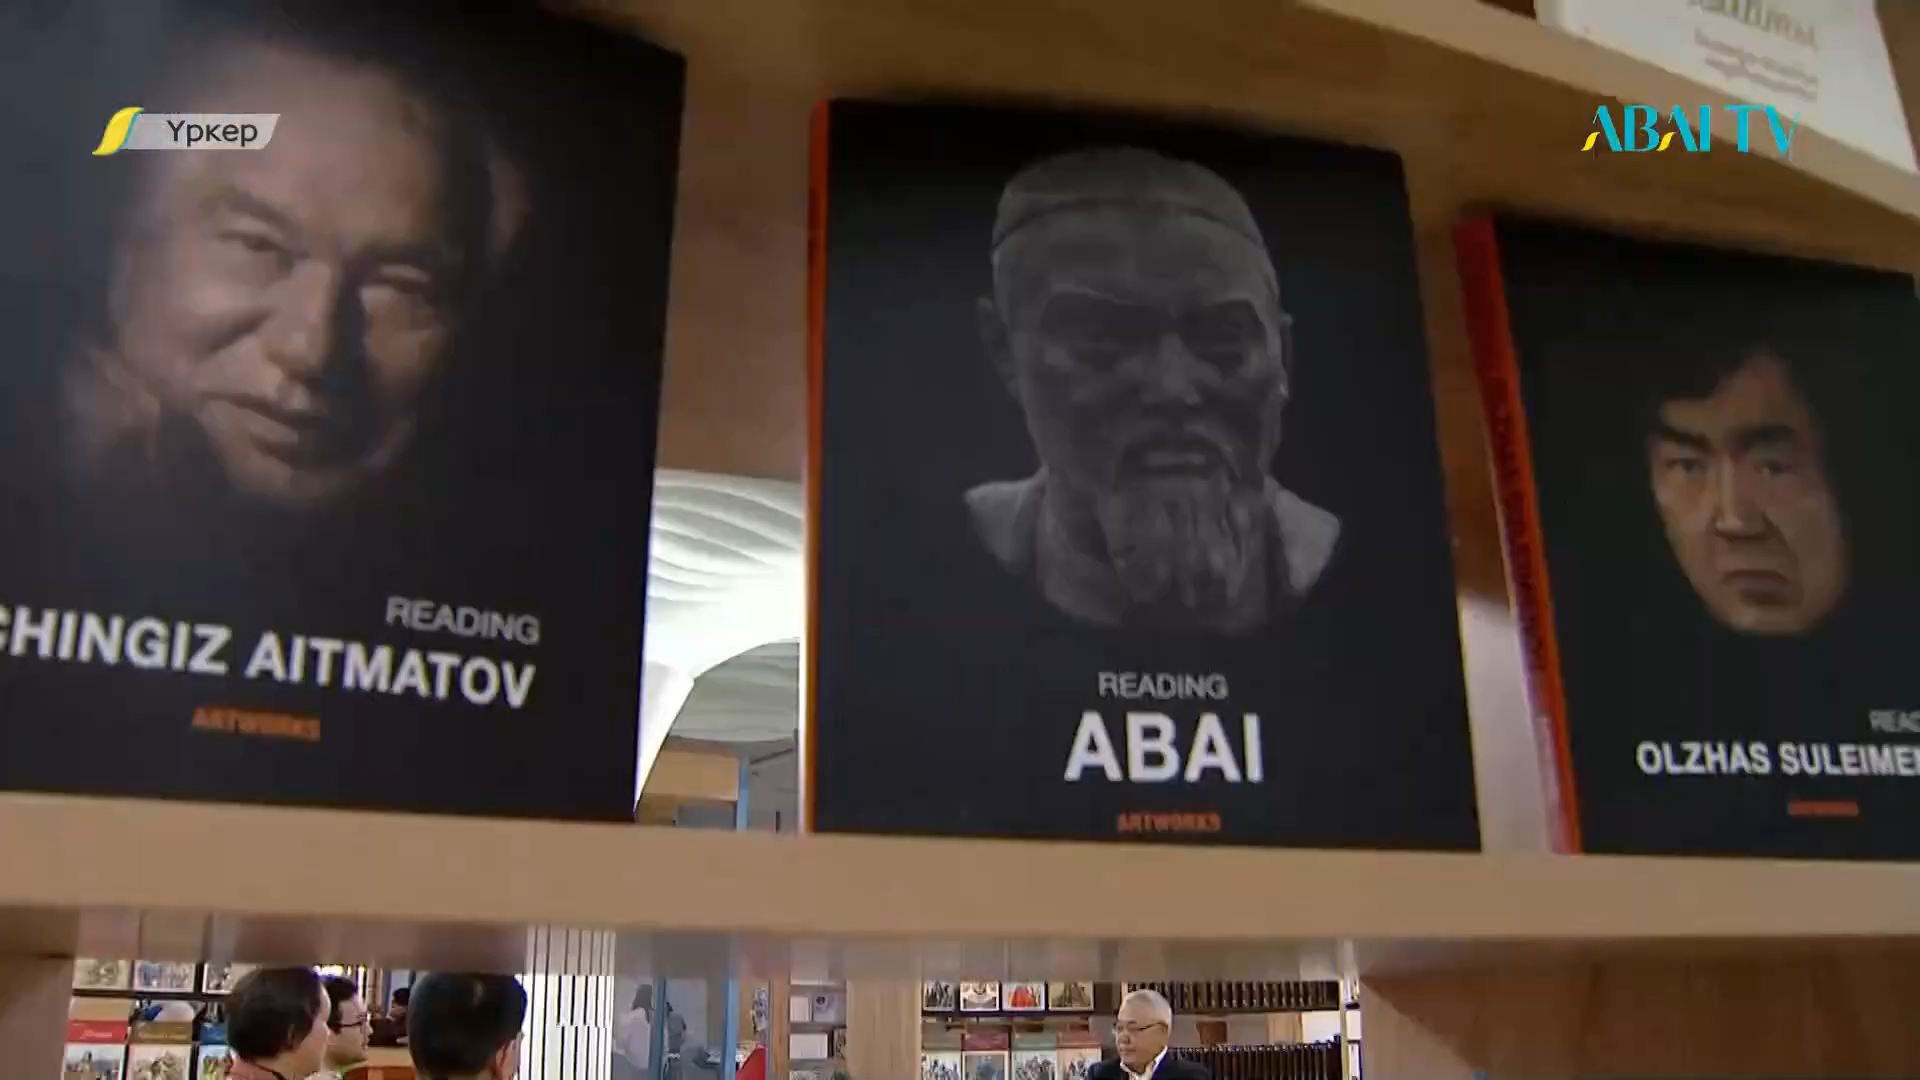 Үркер
ABAI TV
READING
CHINGIZ AITMATOV
ARTWORKS
READING
ABAI
ARTWORKS
OLZHAS SULEIMEN